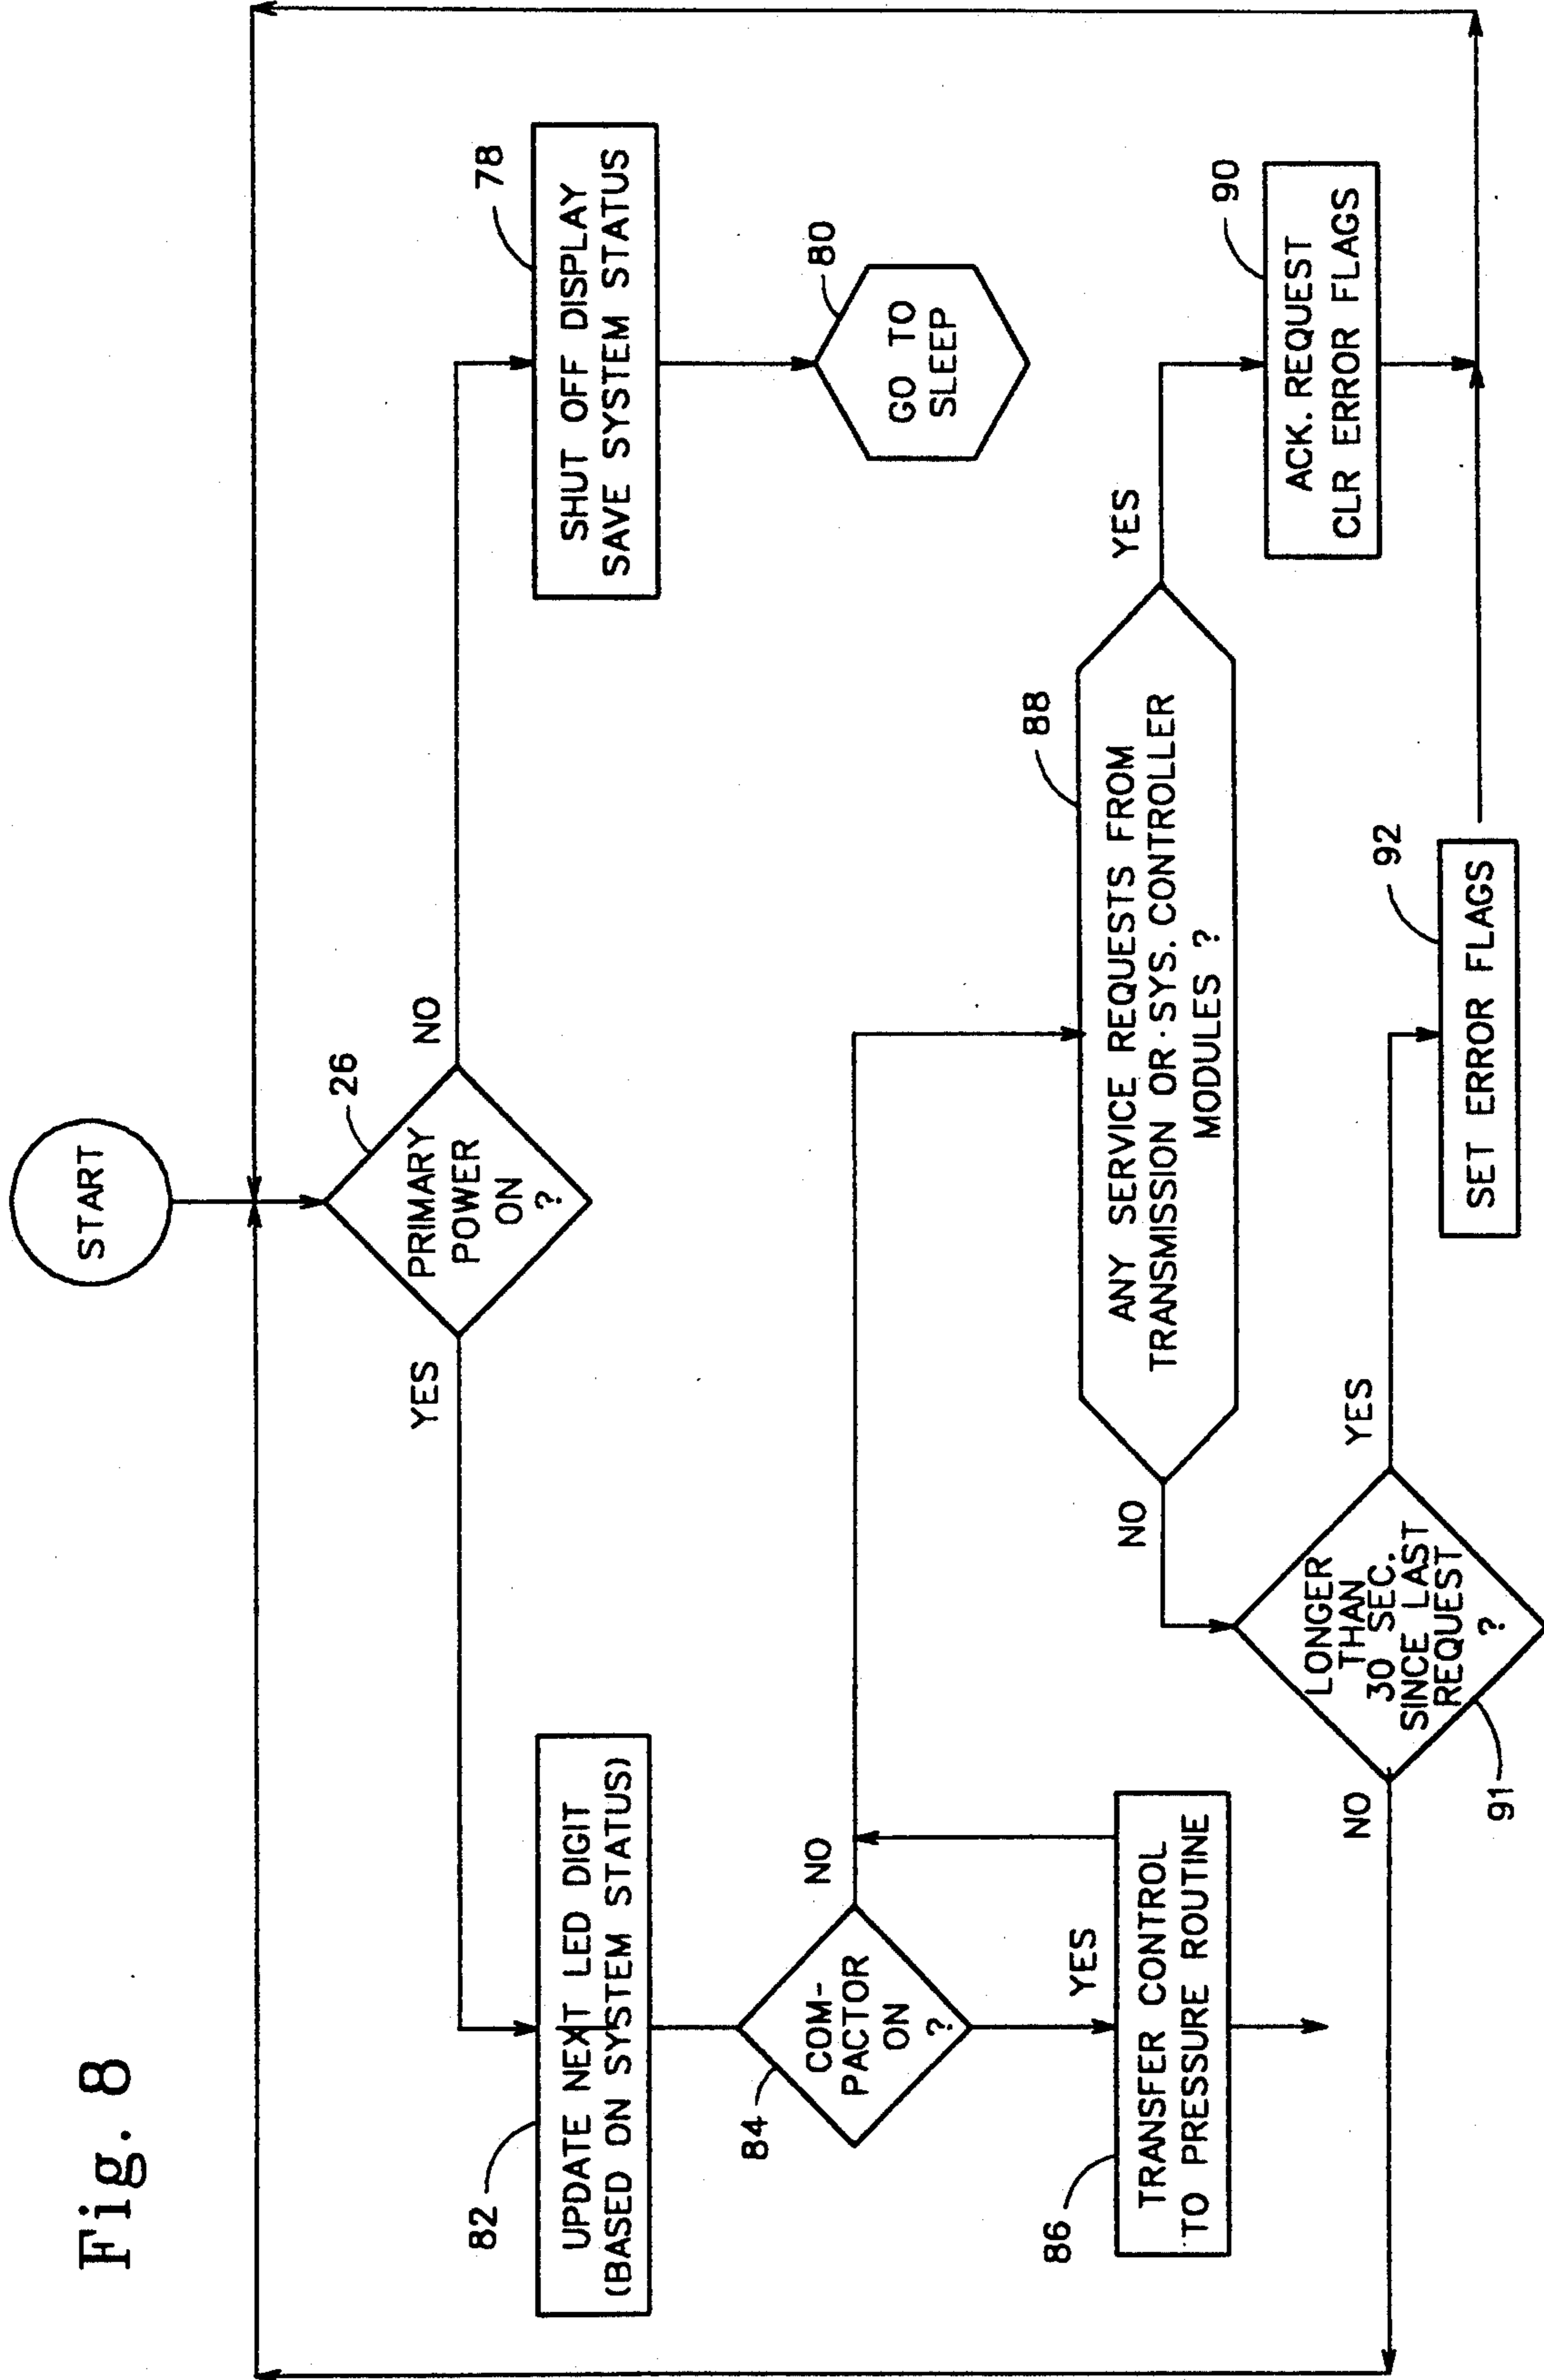 Fig. 8
START
26
PRIMARY
POWER
ON
?
YES
NO
78
SHUT OFF DISPLAY
SAVE SYSTEM STATUS
80
GO TO
SLEEP
82
UPDATE NEXT LED DIGIT
(BASED ON SYSTEM STATUS)
84
COM-
PACTOR
ON
?
NO
YES
86
TRANSFER CONTROL
TO PRESSURE ROUTINE
88
ANY SERVICE REQUESTS FROM
TRANSMISSION OR SYS. CONTROLLER
MODULES ?
NO
YES
90
ACK. REQUEST
CLR ERROR FLAGS
LONGER
THAN
30 SEC.
SINCE LAST
REQUEST
?
91
NO
YES
92
SET ERROR FLAGS